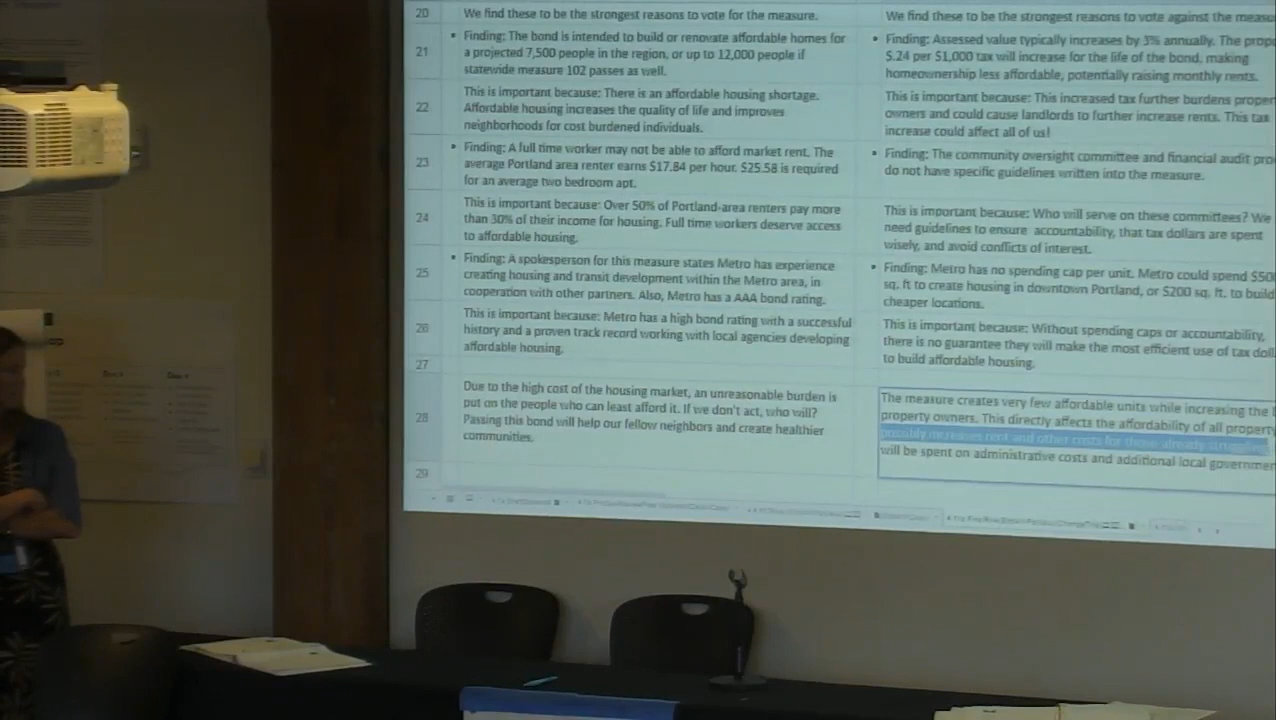 20
We find these to be the strongest reasons to vote for the measure.
21
• Finding: The bond is intended to build or renovate affordable homes for
a projected 7,500 people in the region, or up to 12,000 people if
statewide measure 102 passes as well.
22
This is important because: There is an affordable housing shortage.
Affordable housing increases the quality of life and improves
neighborhoods for cost burdened individuals.
23
• Finding: A full time worker may not be able to afford market rent. The
average Portland area renter earns $17.84 per hour. $25.58 is required
for an average two bedroom apt.
24
This is important because: Over 50% of Portland-area renters pay more
than 30% of their income for housing. Full time workers deserve access
to affordable housing.
25
• Finding: A spokesperson for this measure states Metro has experience
creating housing and transit development within the Metro area, in
cooperation with other partners. Also, Metro has a AAA bond rating.
26
This is important because: Metro has a high bond rating with a successful
history and a proven track record working with local agencies developing
affordable housing.
27
28
Due to the high cost of the housing market, an unreasonable burden is
put on the people who can least afford it. If we don't act, who will?
Passing this bond will help our fellow neighbors and create healthier
communities.
29
We find these to be the strongest reasons to vote against the measu
• Finding: Assessed value typically increases by 3% annually. The prop
$.24 per $1,000 tax will increase for the life of the bond, making
homeownership less affordable, potentially raising monthly rents.
This is important because: This increased tax further burdens proper
owners and could cause landlords to further increase rents. This tax
increase could affect all of us!
• Finding: The community oversight committee and financial audit pro
do not have specific guidelines written into the measure.
This is important because: Who will serve on these committees? We
need guidelines to ensure accountability, that tax dollars are spent
wisely, and avoid conflicts of interest.
• Finding: Metro has no spending cap per unit. Metro could spend $50
sq. ft to create housing in downtown Portland, or $200 sq. ft. to build
cheaper locations.
This is important because: Without spending caps or accountability,
there is no guarantee they will make the most efficient use of tax doll
to build affordable housing.
The measure creates very few affordable units while increasing the
property owners. This directly affects the affordability of all property
possibly increases rent and other costs for those already
will be spent on administrative costs and additional local governmen